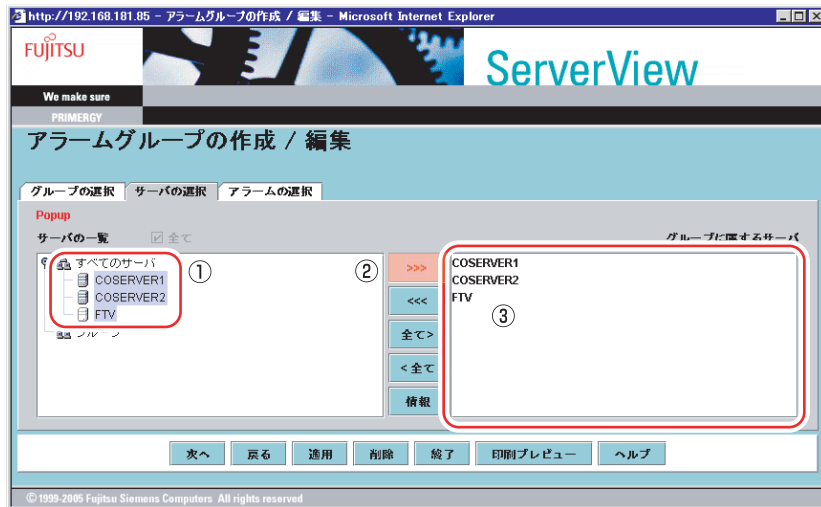 http://192.168.181.85 - アラームグループの作成 / 編集 - Microsoft Internet Explorer
FUJITSU
ServerView
We make sure
PRIMERGY
アラームグループの作成 / 編集
グループの選択 サーバの選択 アラームの選択
Popup
サーバの一覧 全て グループに属するサーバ
すべてのサーバ
COSERVER1
COSERVER2
FTV
グループ
①
②
>>>
<<<
全て>
<全て
情報
COSERVER1
COSERVER2
FTV
③
次へ 戻る 適用 削除 終了 印刷プレビュー ヘルプ
© 1999-2005 Fujitsu Siemens Computers All rights reserved